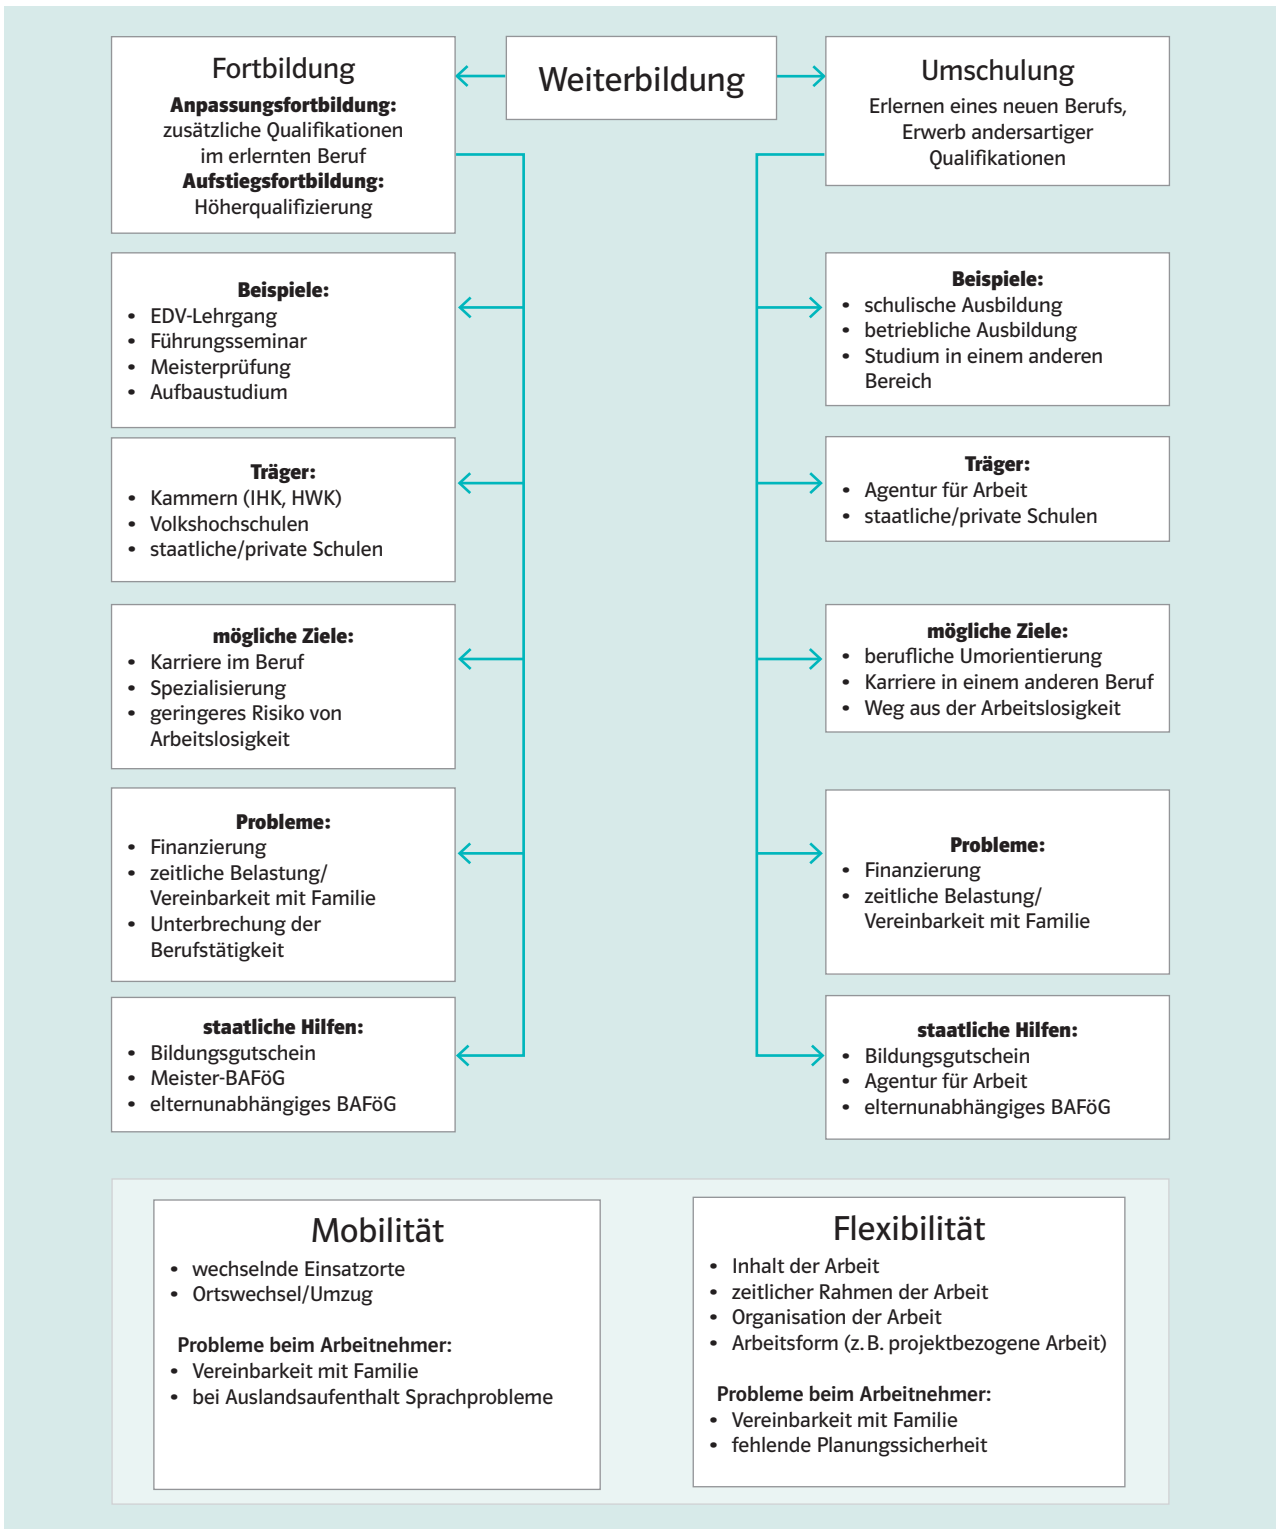 Weiterbildung
Fortbildung
Anpassungsfortbildung:
zusätzliche Qualifikationen
im erlernten Beruf
Aufstiegsfortbildung:
Höherqualifizierung
Beispiele:
• EDV-Lehrgang
• Führungsseminar
• Meisterprüfung
• Aufbaustudium
Träger:
• Kammern (IHK, HWK)
• Volkshochschulen
• staatliche/private Schulen
mögliche Ziele:
• Karriere im Beruf
• Spezialisierung
• geringeres Risiko von
Arbeitslosigkeit
Probleme:
• Finanzierung
• zeitliche Belastung/
Vereinbarkeit mit Familie
• Unterbrechung der
Berufstätigkeit
staatliche Hilfen:
• Bildungsgutschein
• Meister-BAFöG
• elternunabhängiges BAFöG
Umschulung
Erlernen eines neuen Berufs,
Erwerb andersartiger
Qualifikationen
Beispiele:
• schulische Ausbildung
• betriebliche Ausbildung
• Studium in einem anderen
Bereich
Träger:
• Agentur für Arbeit
• staatliche/private Schulen
mögliche Ziele:
• berufliche Umorientierung
• Karriere in einem anderen Beruf
• Weg aus der Arbeitslosigkeit
Probleme:
• Finanzierung
• zeitliche Belastung/
Vereinbarkeit mit Familie
staatliche Hilfen:
• Bildungsgutschein
• Agentur für Arbeit
• elternunabhängiges BAFöG
Mobilität
• wechselnde Einsatzorte
• Ortswechsel/Umzug
Probleme beim Arbeitnehmer:
• Vereinbarkeit mit Familie
• bei Auslandsaufenthalt Sprachprobleme
Flexibilität
• Inhalt der Arbeit
• zeitlicher Rahmen der Arbeit
• Organisation der Arbeit
• Arbeitsform (z. B. projektbezogene Arbeit)
Probleme beim Arbeitnehmer:
• Vereinbarkeit mit Familie
• fehlende Planungssicherheit